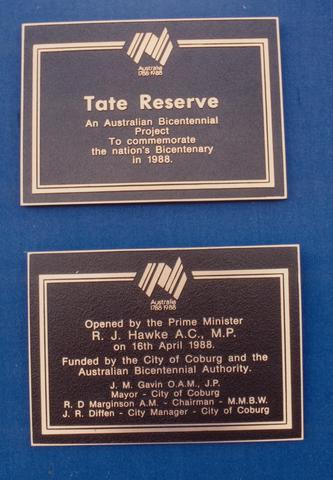 Australia
1788-1988
Tate Reserve
An Australian Bicentennial
Project
To commemorate
the nation's Bicentenary
in 1988.
Australia
1788-1988
Opened by the Prime Minister
R. J. Hawke A.C., M.P.
on 16th April 1988.
Funded by the City of Coburg and the
Australian Bicentennial Authority.
J. M. Gavin O.A.M., J.P.
Mayor - City of Coburg
R. D Marginson A.M. - Chairman - M.M.B.W.
J. R. Diffen - City Manager - City of Coburg